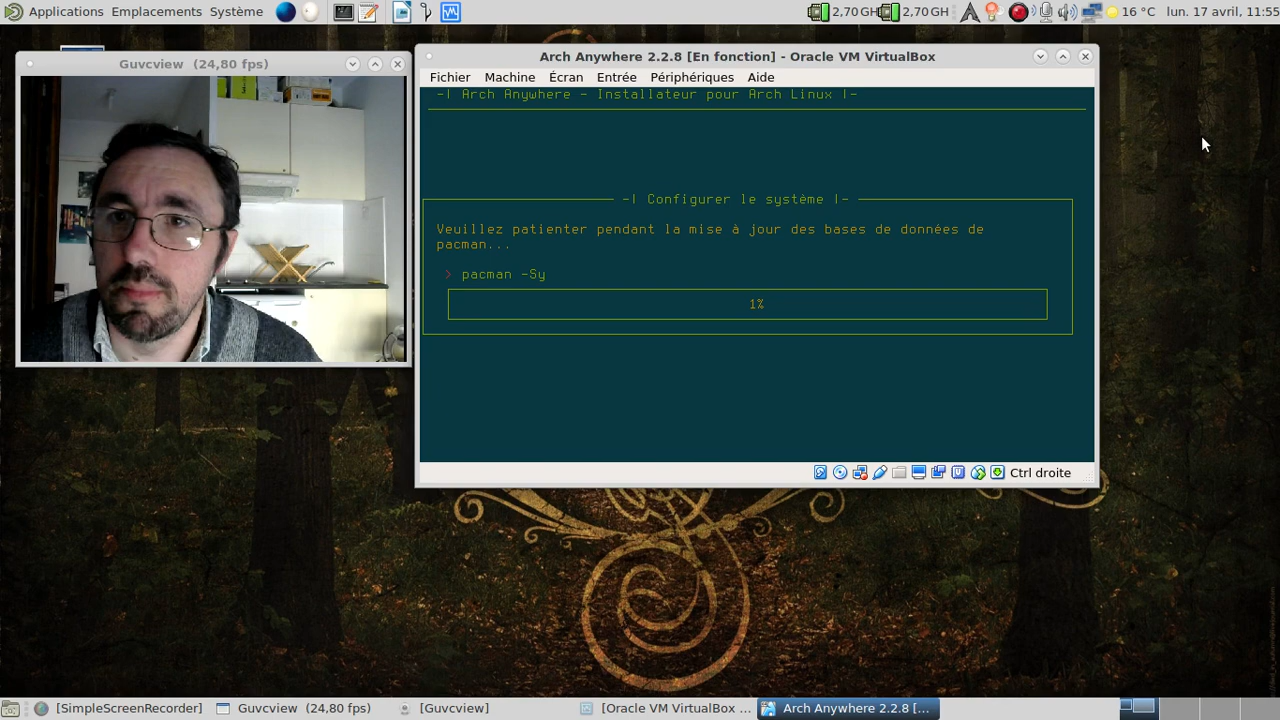 Applications Emplacements Système 2,70 GH 2,70 GH 16 °C lun. 17 avril, 11:55
Guvcview (24,80 fps)
Arch Anywhere 2.2.8 [En fonction] - Oracle VM VirtualBox
Fichier Machine Écran Entrée Périphériques Aide
-| Arch Anywhere - Installateur pour Arch Linux |-
-| Configurer le système |-
Veuillez patienter pendant la mise à jour des bases de données de
pacman...
> pacman -Sy
1%
Ctrl droite
[SimpleScreenRecorder] Guvcview (24,80 fps) [Guvcview] [Oracle VM VirtualBox ... Arch Anywhere 2.2.8 [...